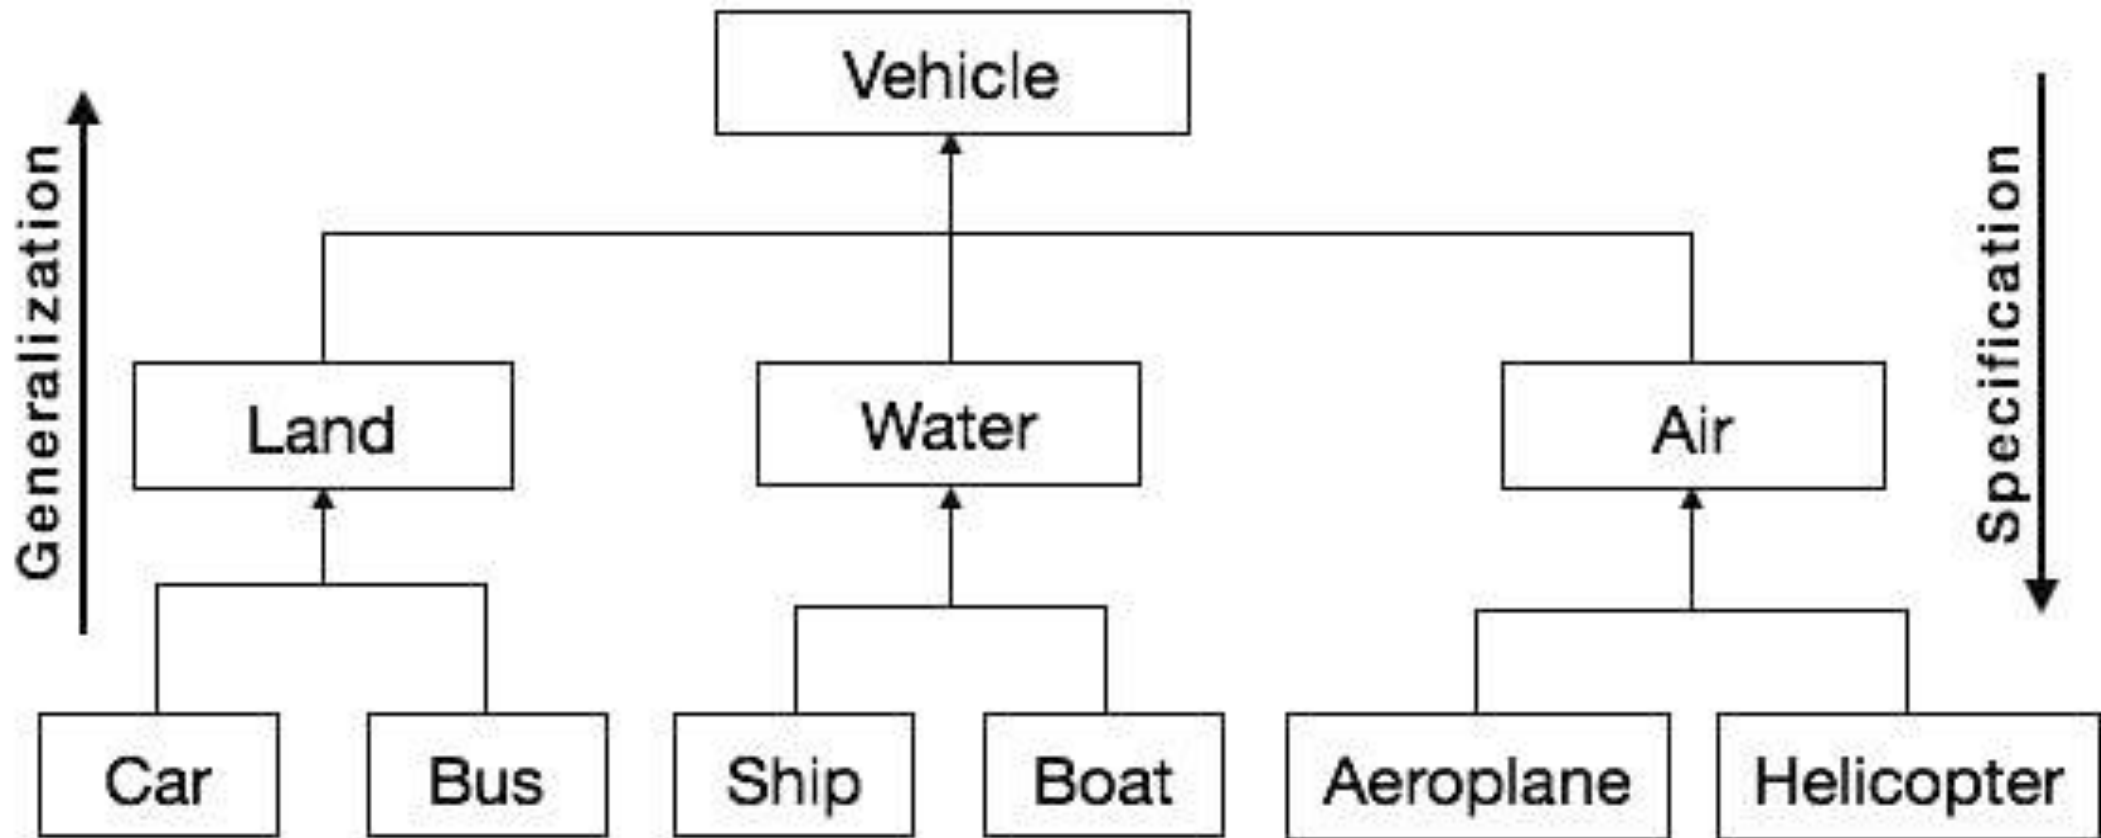 Vehicle
Generalization
Specification
Land
Water
Air
Car
Bus
Ship
Boat
Aeroplane
Helicopter